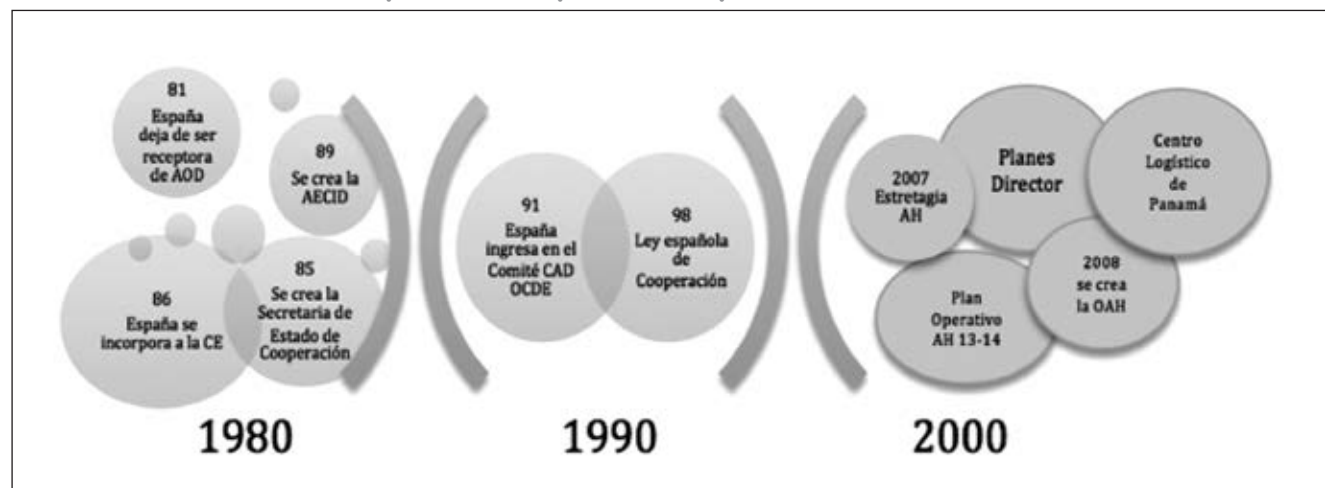 81
España
deja de ser
receptora
de AOD
89
Se crea la
AECID
86
España se
incorpora a la CE
85
Se crea la
Secretaria de
Estado de
Cooperación
1980
91
España
ingresa en el
Comité CAD
OCDE
98
Ley española
de
Cooperación
1990
2007
Estretagia
AH
Planes
Director
Centro
Logístico
de
Panamá
Plan
Operativo
AH 13-14
2008
se crea
la OAH
2000